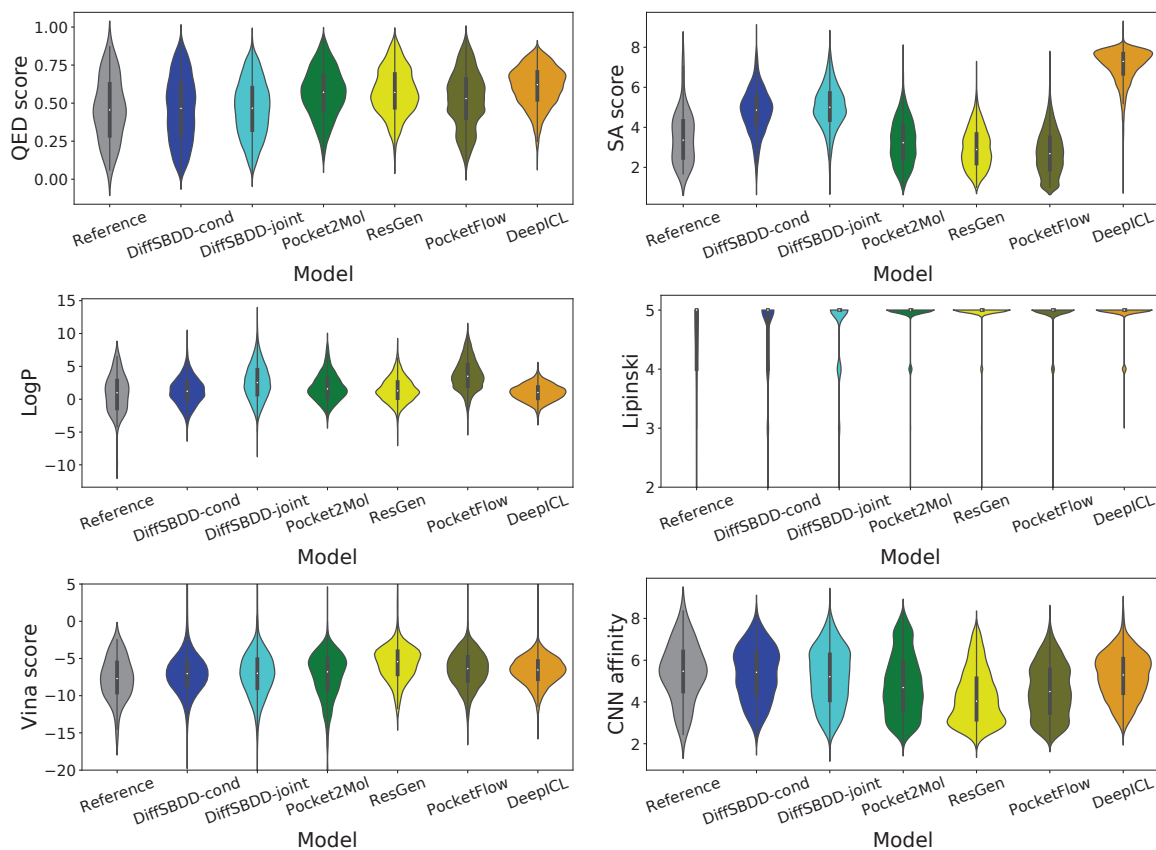 QED score
1.00
0.75
0.50
0.25
0.00
Reference
DiffSBDD-cond
DiffSBDD-joint
Pocket2Mol
ResGen
PocketFlow
DeepICL
Model
SA score
8
6
4
2
Reference
DiffSBDD-cond
DiffSBDD-joint
Pocket2Mol
ResGen
PocketFlow
DeepICL
Model
LogP
15
10
5
0
−5
−10
Reference
DiffSBDD-cond
DiffSBDD-joint
Pocket2Mol
ResGen
PocketFlow
DeepICL
Model
Lipinski
5
4
3
2
Reference
DiffSBDD-cond
DiffSBDD-joint
Pocket2Mol
ResGen
PocketFlow
DeepICL
Model
Vina score
5
0
−5
−10
−15
−20
Reference
DiffSBDD-cond
DiffSBDD-joint
Pocket2Mol
ResGen
PocketFlow
DeepICL
Model
CNN affinity
8
6
4
2
Reference
DiffSBDD-cond
DiffSBDD-joint
Pocket2Mol
ResGen
PocketFlow
DeepICL
Model